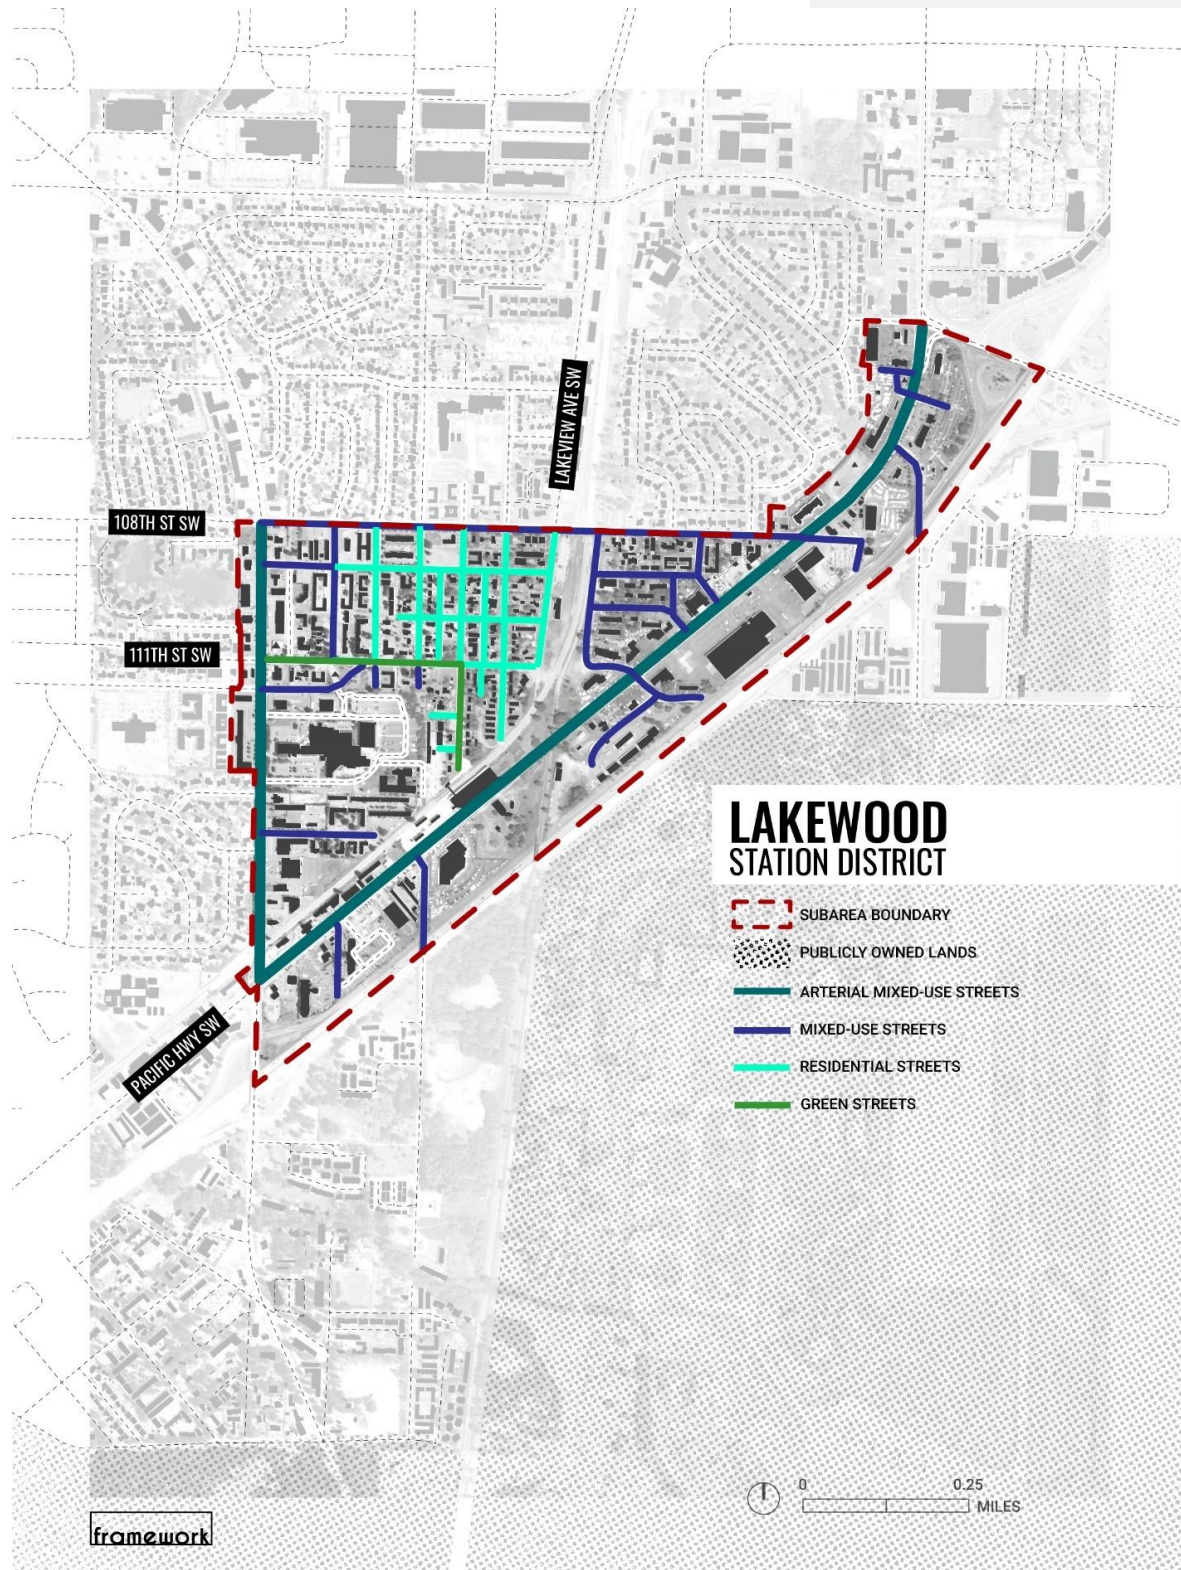 LAKEVIEW AVE SW
108TH ST SW
111TH ST SW
PACIFIC HWY SW
LAKEWOOD
STATION DISTRICT
SUBAREA BOUNDARY
PUBLICLY OWNED LANDS
ARTERIAL MIXED-USE STREETS
MIXED-USE STREETS
RESIDENTIAL STREETS
GREEN STREETS
0 0.25
MILES
framework